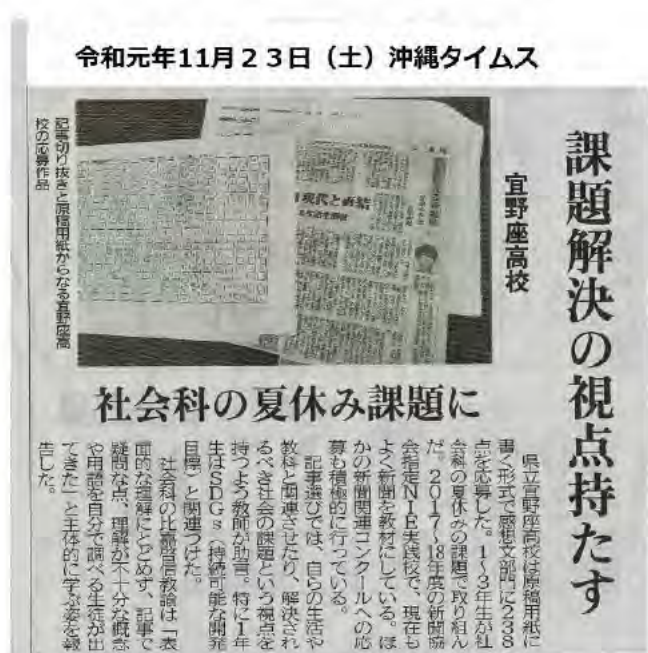 令和元年11月23日（土）沖縄タイムス
課題解決の視点持たす
宜野座高校
記事切り抜きと原稿用紙からなる宜野座高
校の応募作品
現代と直結
社会科の夏休み課題に
県立宜野座高校は原稿用紙に
書く形式で感想文部門に238
点を応募した。1～3年生が社
会科の夏休みの課題で取り組ん
だ。2017～18年度の新聞協
会指定NIE実践校で、現在も
よく新聞を教材にしている。ほ
かの新聞関連コンクールへの応
募も積極的に行っている。
記事選びでは、自らの生活や
教科と関連させたり、解決され
るべき社会の課題という視点を
持つよう教師が助言。特に1年
生はSDGs（持続可能な開発
目標）と関連づけた。
社会科の比嘉啓信教諭は「表
面的な理解にとどめず、記事で
疑問な点、理解が不十分な概念
や用語を自分で調べる生徒が出
てきた」と主体的に学ぶ姿を報
告した。